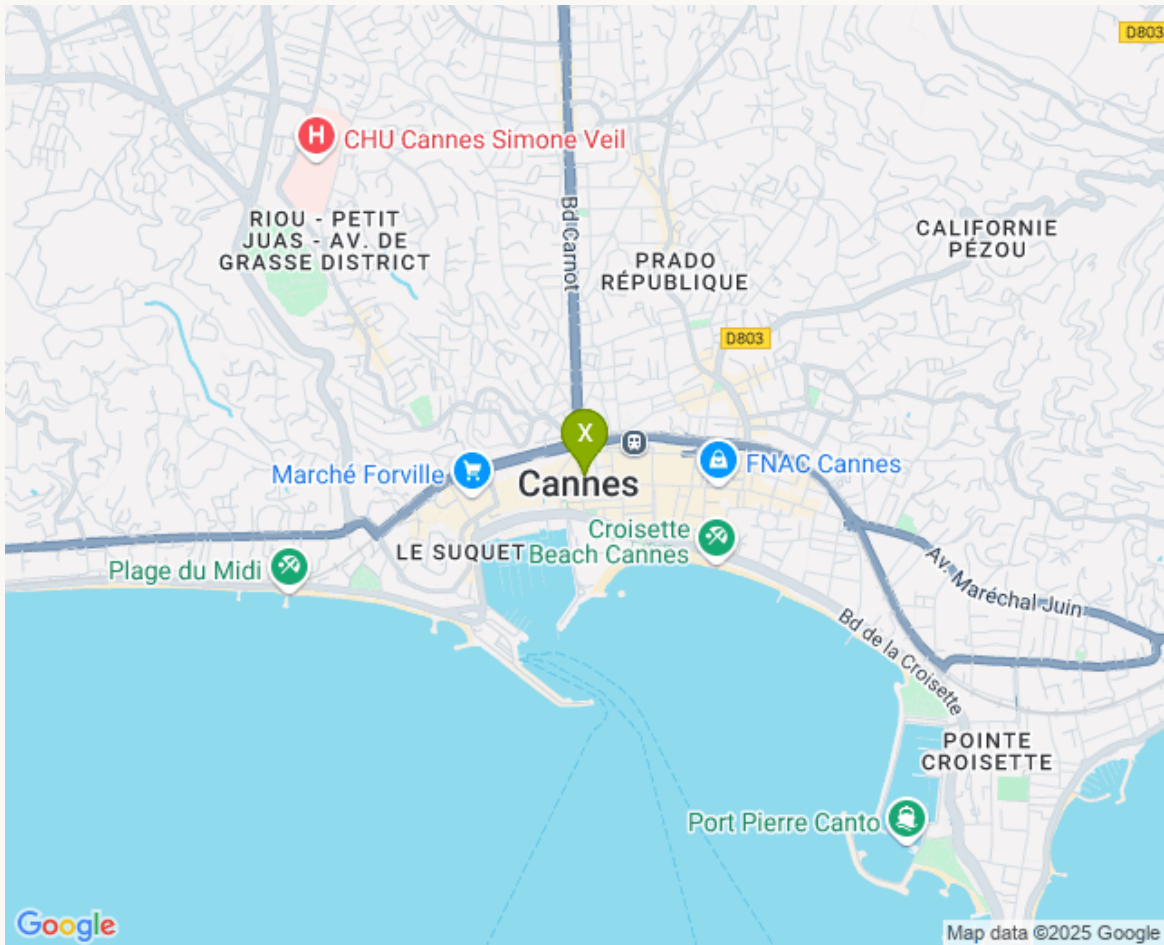 D803
H
CHU Cannes Simone Veil
RIOU - PETIT
JUAS - AV. DE
GRASSE DISTRICT
Bd Carnot
CALIFORNIE
PÉZOU
PRADO
RÉPUBLIQUE
D803
X
Marché Forville
Cannes
FNAC Cannes
LE SUQUET
Croisette
Beach Cannes
Plage du Midi
Av. Maréchal Juin
Bd de la Croisette
POINTE
CROISETTE
Port Pierre Canto
Google
Map data ©2025 Google